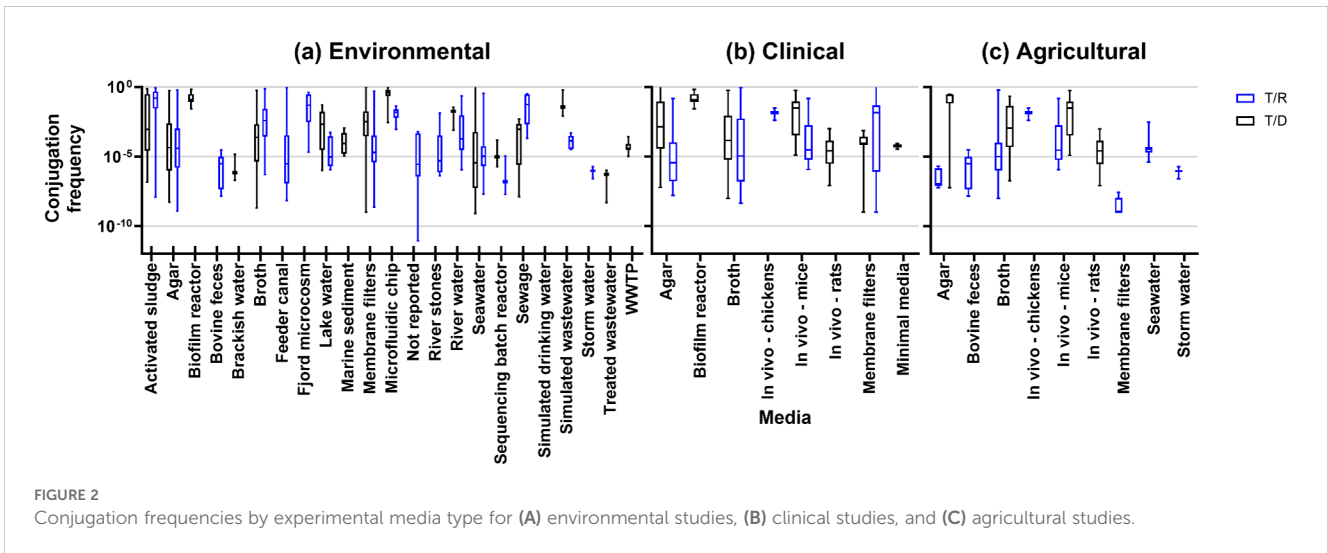 (a) Environmental
(b) Clinical
(c) Agricultural
T/R
T/D
Conjugation
frequency
10⁰
10⁻⁵
10⁻¹⁰
Activated sludge
Agar
Biofilm reactor
Bovine feces
Brackish water
Broth
Feeder canal
Fjord microcosm
Lake water
Marine sediment
Membrane filters
Microfluidic chip
Not reported
River stones
River water
Seawater
Sequencing batch reactor
Sewage
Simulated drinking water
Simulated wastewater
Storm water
Treated wastewater
WWTP
Agar
Biofilm reactor
Broth
In vivo - chickens
In vivo - mice
In vivo - rats
Membrane filters
Minimal media
Agar
Bovine feces
Broth
In vivo - chickens
In vivo - mice
In vivo - rats
Membrane filters
Seawater
Storm water
Media
FIGURE 2
Conjugation frequencies by experimental media type for (A) environmental studies, (B) clinical studies, and (C) agricultural studies.